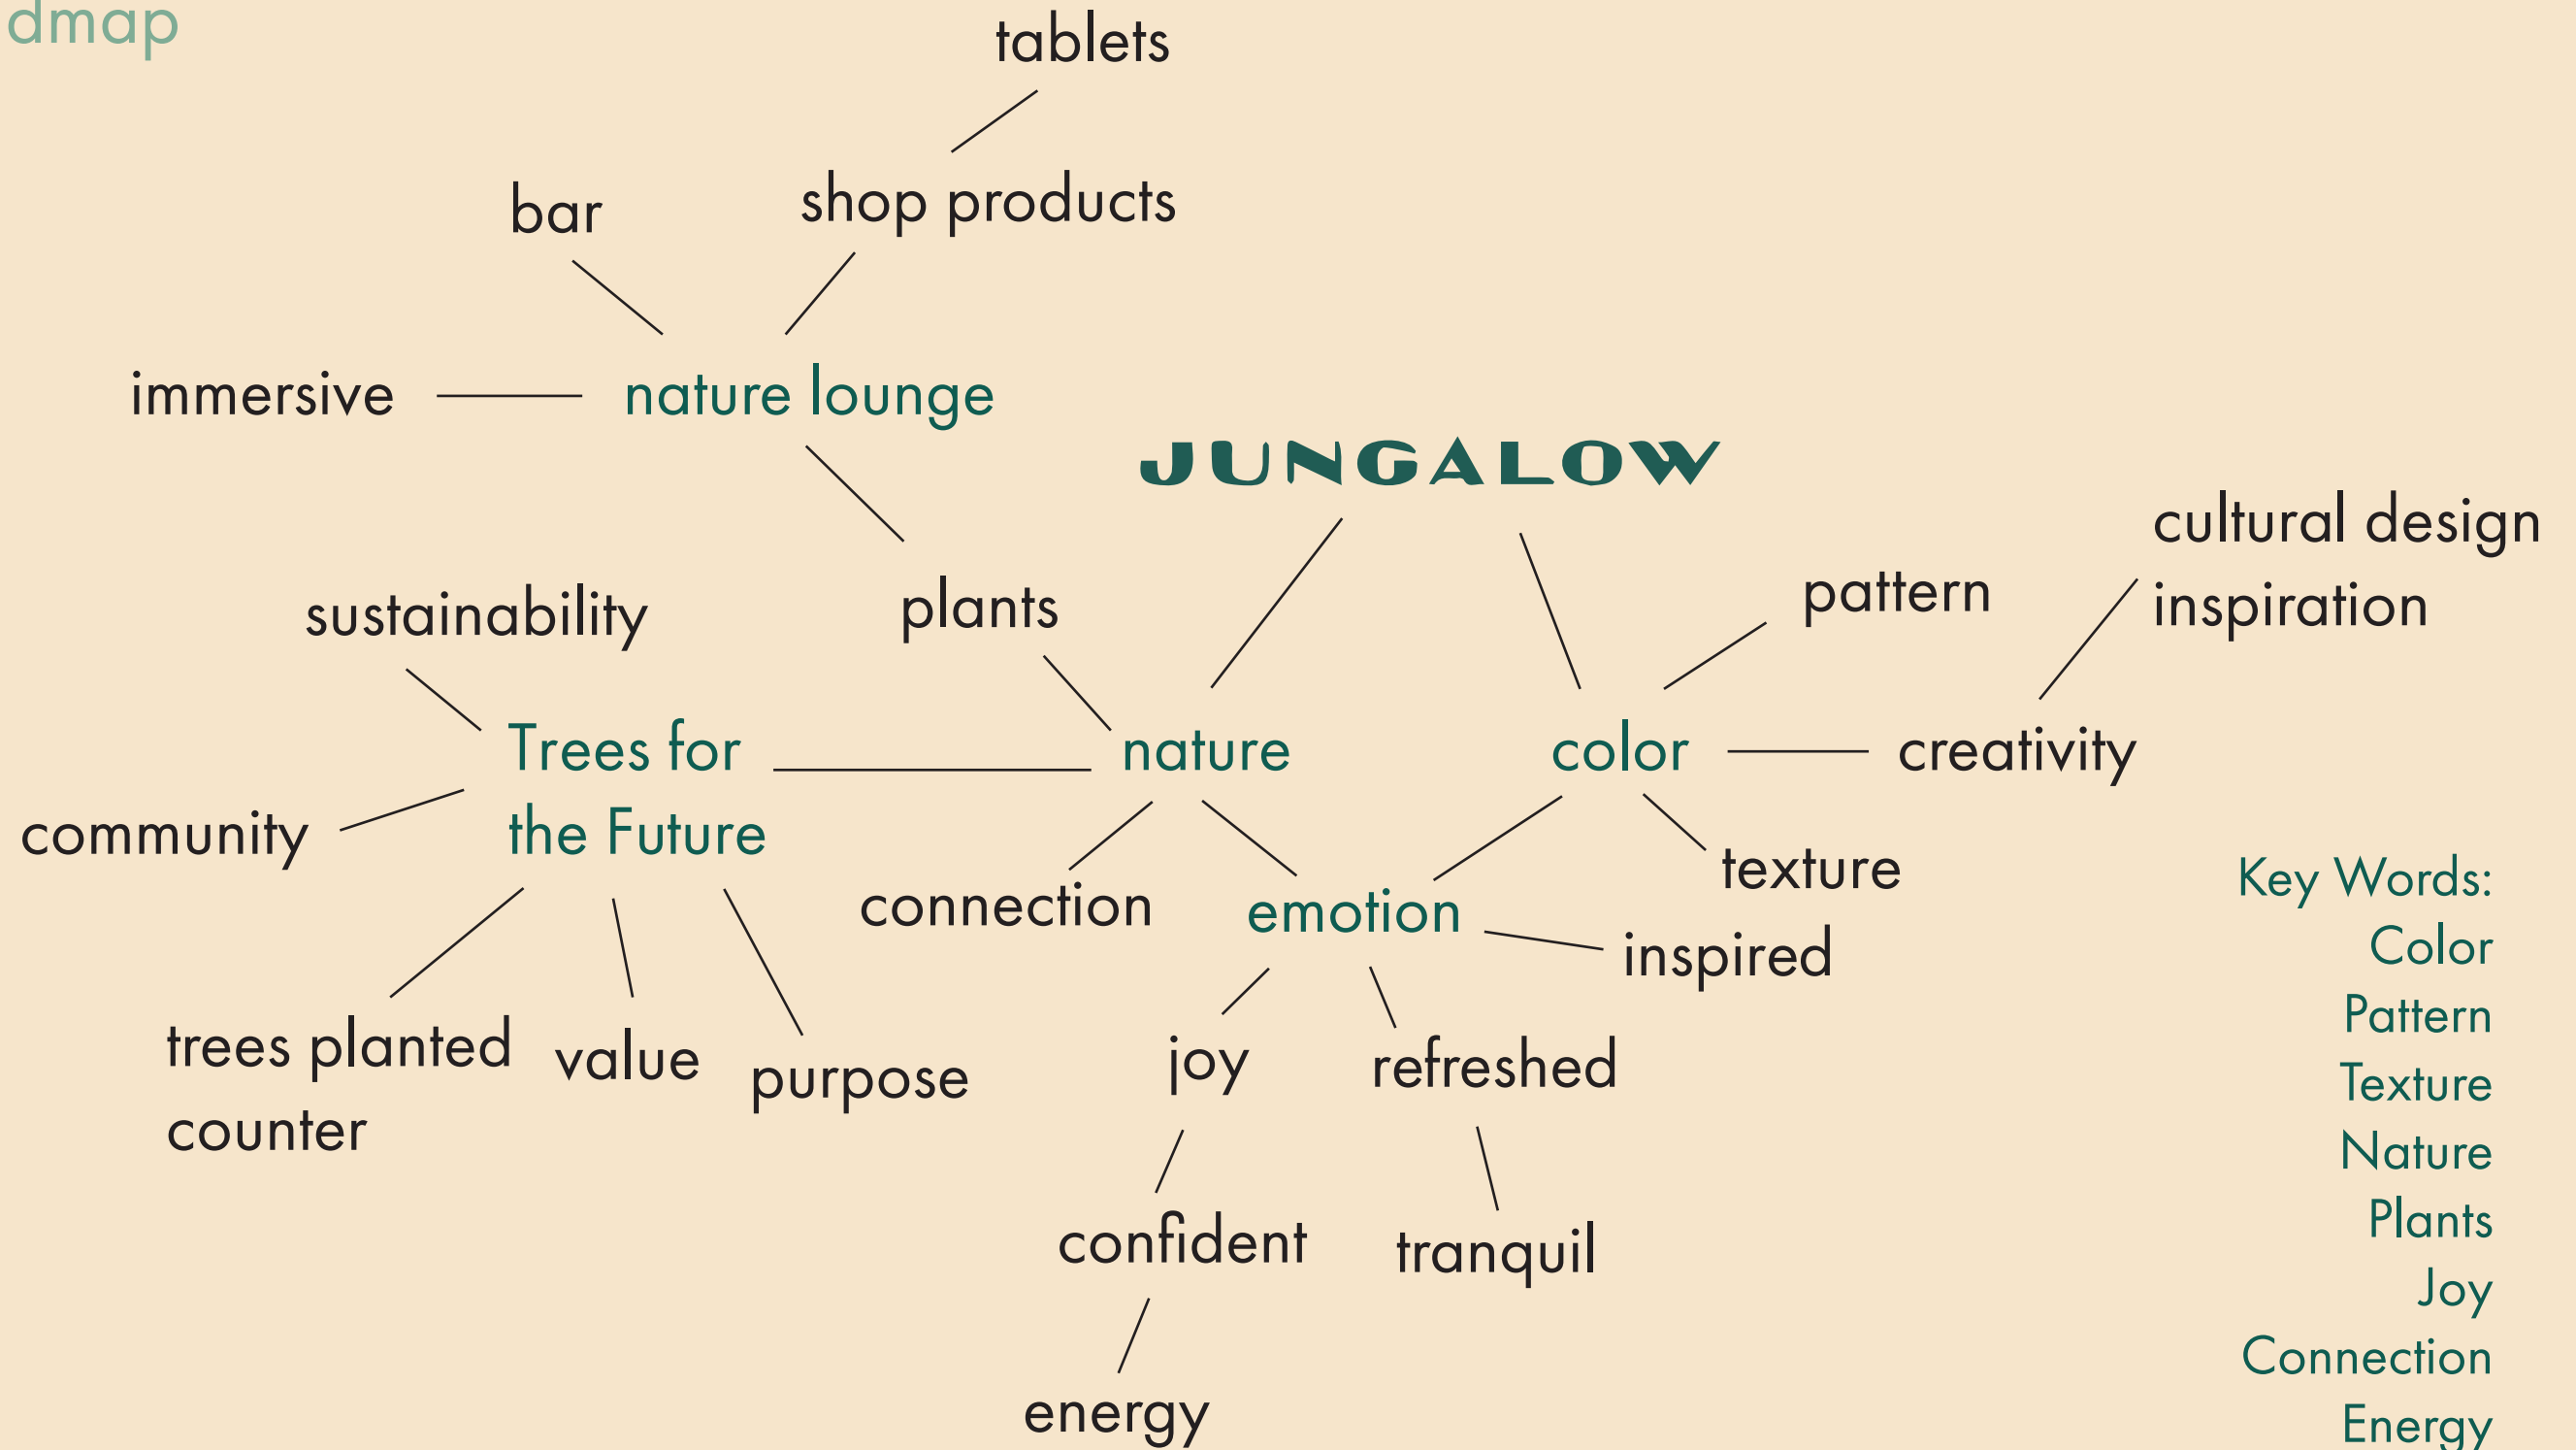 dmap
tablets
shop products
bar
immersive
nature lounge
JUNGALOW
plants
sustainability
Trees for
the Future
community
trees planted
counter
value
purpose
nature
connection
emotion
color
pattern
creativity
cultural design
inspiration
texture
inspired
joy
refreshed
confident
tranquil
energy
Key Words:
Color
Pattern
Texture
Nature
Plants
Joy
Connection
Energy